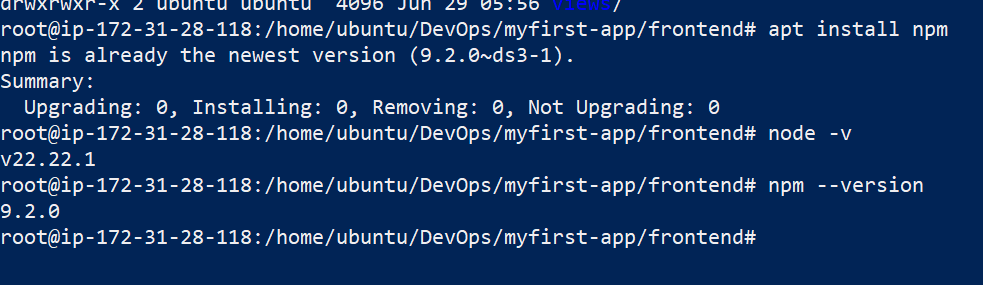 drwxrwxr-x 2 ubuntu ubuntu  4096 Jun 29 05:56 views/
root@ip-172-31-28-118:/home/ubuntu/DevOps/myfirst-app/frontend# apt install npm
npm is already the newest version (9.2.0~ds3-1).
Summary:
  Upgrading: 0, Installing: 0, Removing: 0, Not Upgrading: 0
root@ip-172-31-28-118:/home/ubuntu/DevOps/myfirst-app/frontend# node -v
v22.22.1
root@ip-172-31-28-118:/home/ubuntu/DevOps/myfirst-app/frontend# npm --version
9.2.0
root@ip-172-31-28-118:/home/ubuntu/DevOps/myfirst-app/frontend#